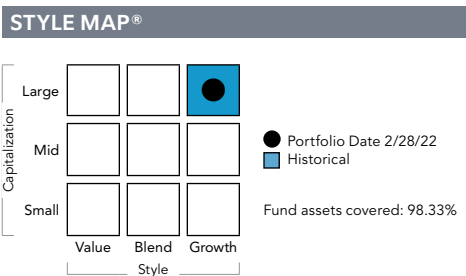 STYLE MAP®
Capitalization
Large
Mid
Small
Value Blend Growth
Style
Portfolio Date 2/28/22
Historical
Fund assets covered: 98.33%